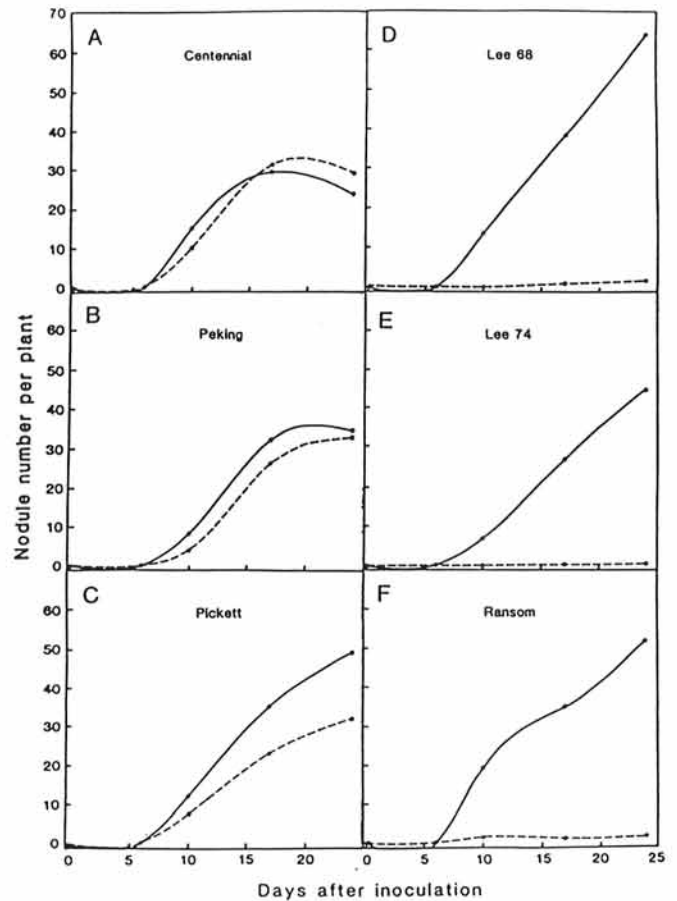 70
60
50
40
30
20
10
0
A
Centennial
D
Lee 68
60
50
40
30
20
10
0
B
Peking
E
Lee 74
60
50
40
30
20
10
0
C
Pickett
F
Ransom
0 5 10 15 20
0 5 10 15 20 25
Nodule number per plant
Days after inoculation